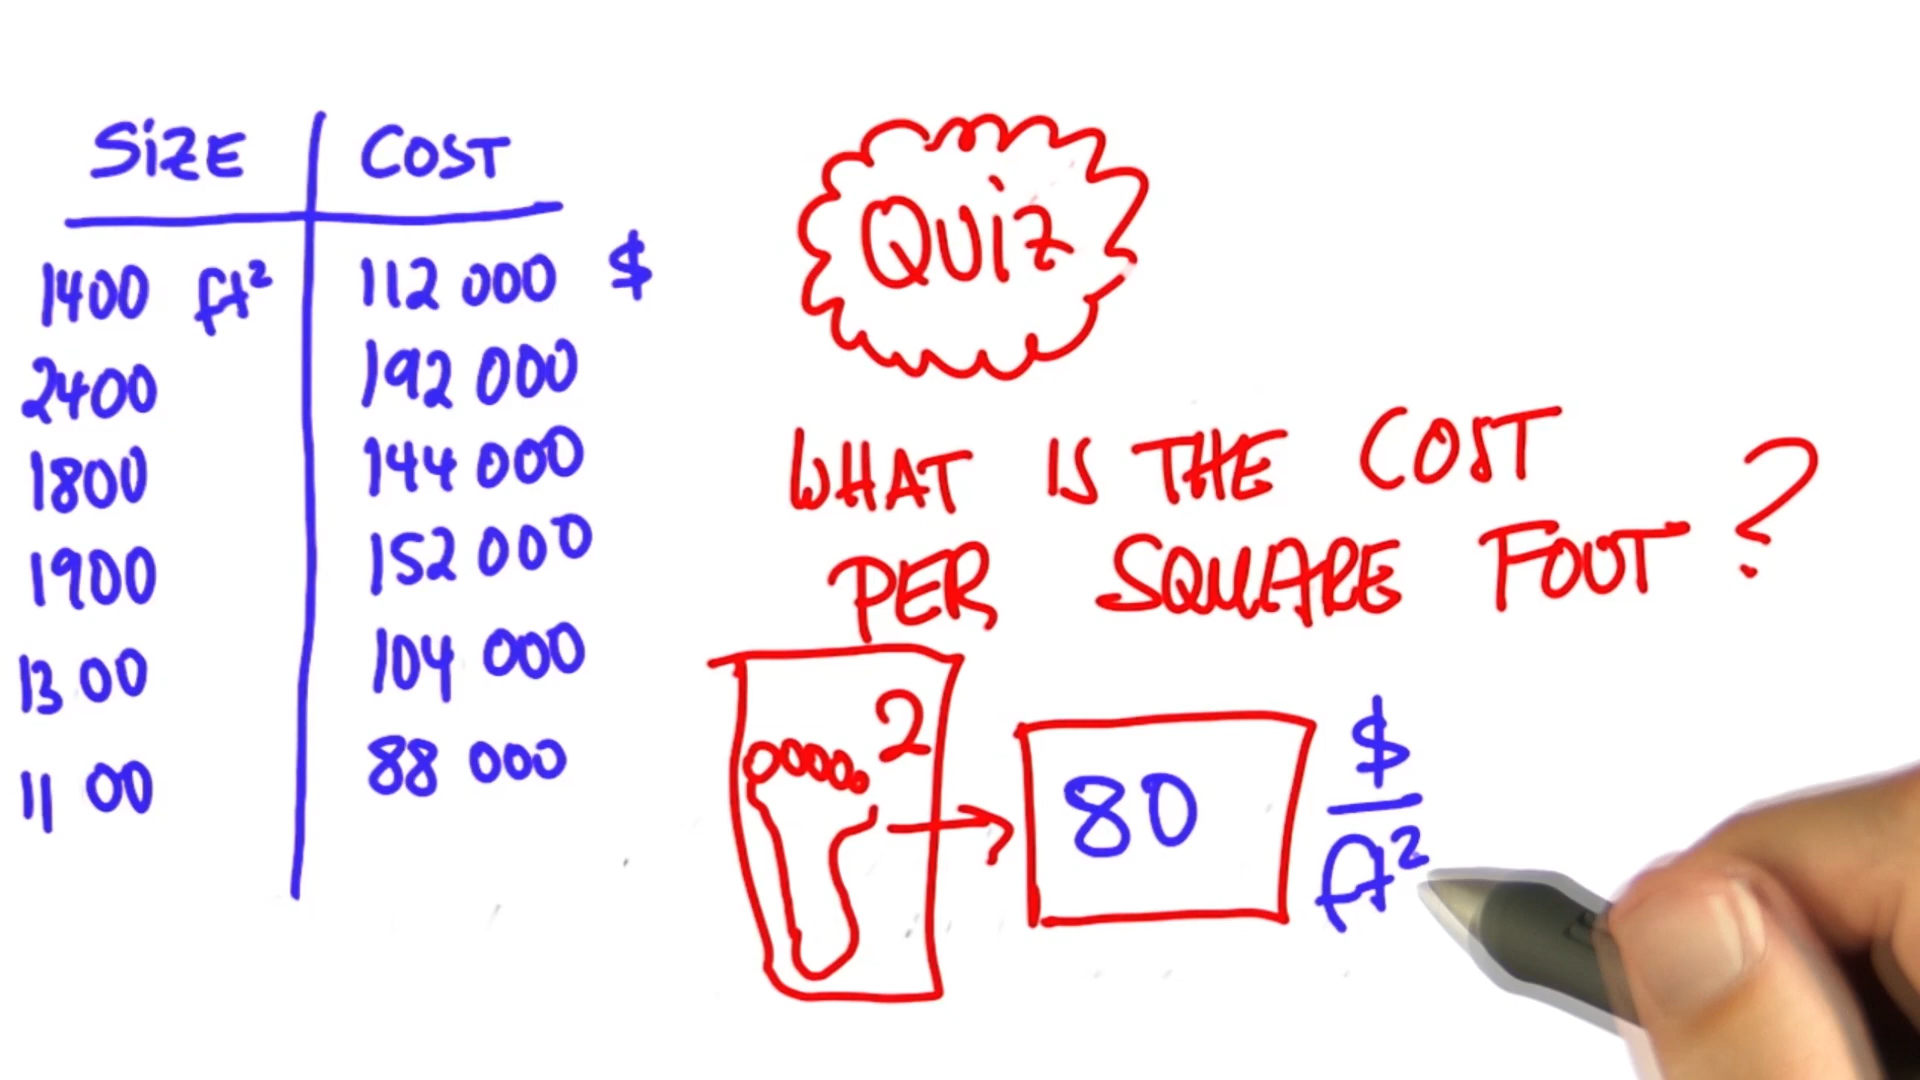 SiZE COST
1400 ft² 112 000 $
2400 192 000
1800 144 000
1900 152 000
1300 104 000
1100 88 000
QUiz
WHAT IS THE COST
PER SQUARE FOOT?
2
80 $
ft²